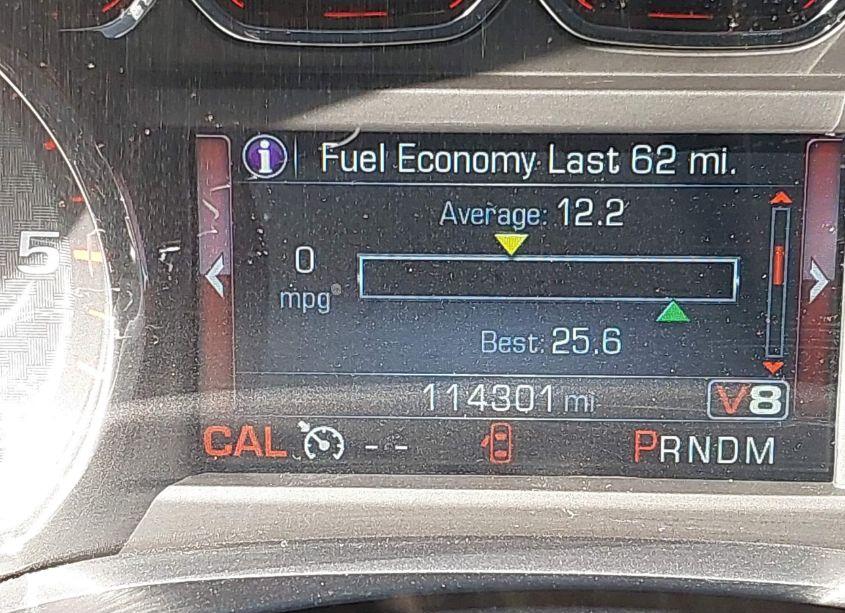 Fuel Economy Last 62 mi.
Average: 12.2
0
mpg
Best: 25.6
114301 mi
V8
CAL -- PRNDM
5